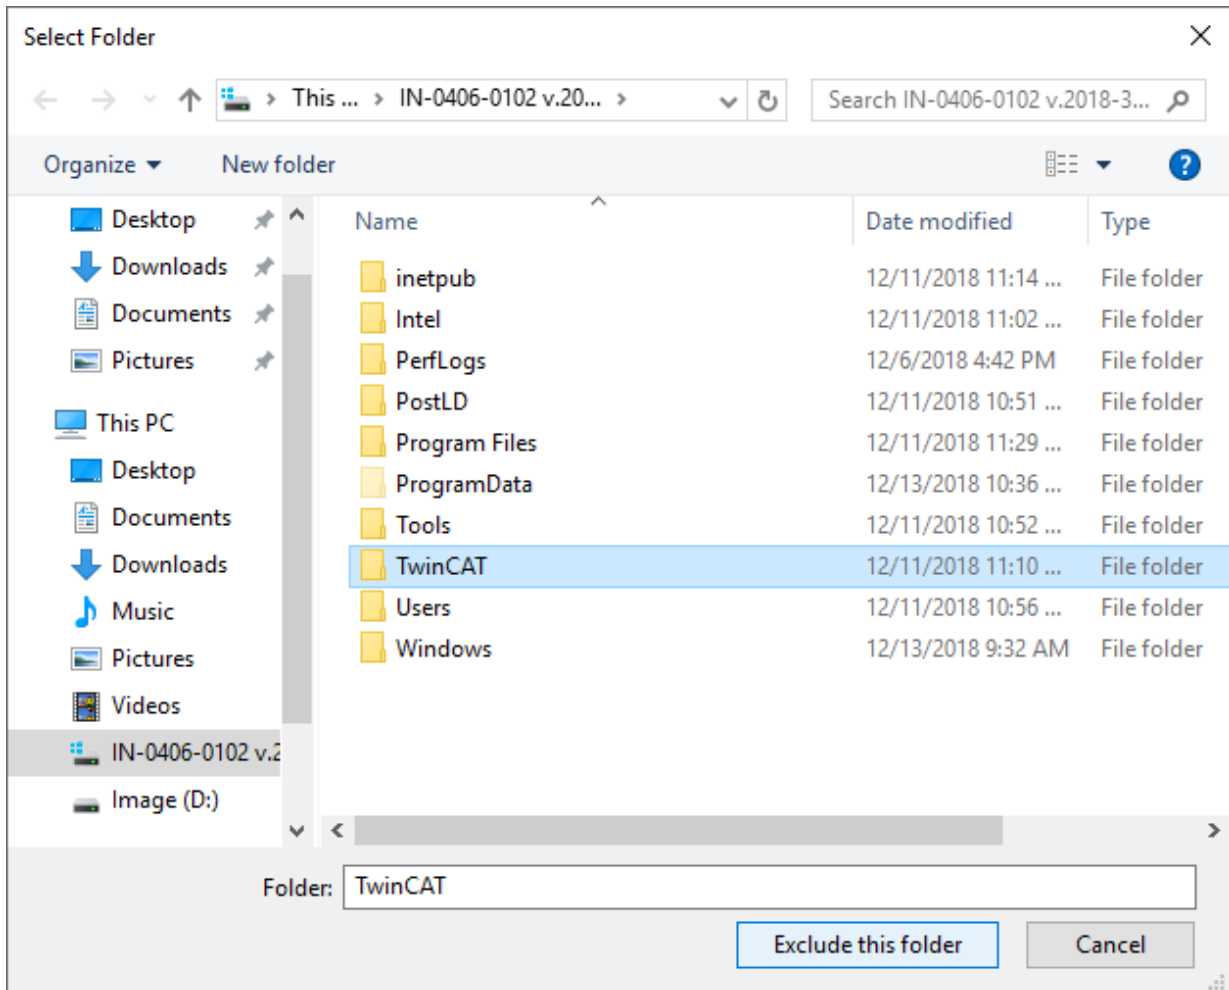 Select Folder
This ... IN-0406-0102 v.20... Search IN-0406-0102 v.2018-3...
Organize New folder
Desktop
Downloads
Documents
Pictures
This PC
Desktop
Documents
Downloads
Music
Pictures
Videos
IN-0406-0102 v.2
Image (D:)
Name Date modified Type
inetpub 12/11/2018 11:14 ... File folder
Intel 12/11/2018 11:02 ... File folder
PerfLogs 12/6/2018 4:42 PM File folder
PostLD 12/11/2018 10:51 ... File folder
Program Files 12/11/2018 11:29 ... File folder
ProgramData 12/13/2018 10:36 ... File folder
Tools 12/11/2018 10:52 ... File folder
TwinCAT 12/11/2018 11:10 ... File folder
Users 12/11/2018 10:56 ... File folder
Windows 12/13/2018 9:32 AM File folder
Folder: TwinCAT
Exclude this folder Cancel